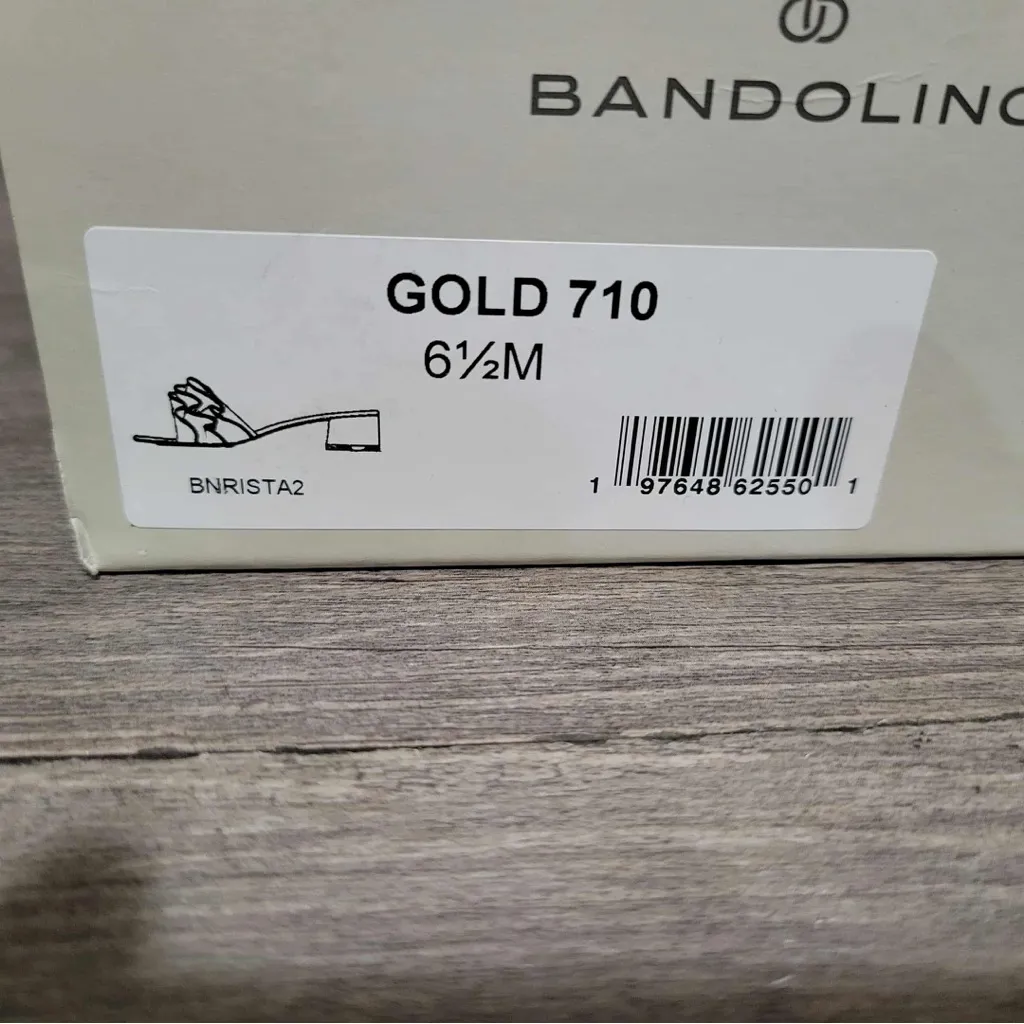 BANDOLINO
GOLD 710
6½M
BNRISTA2
1 97648 62550 1